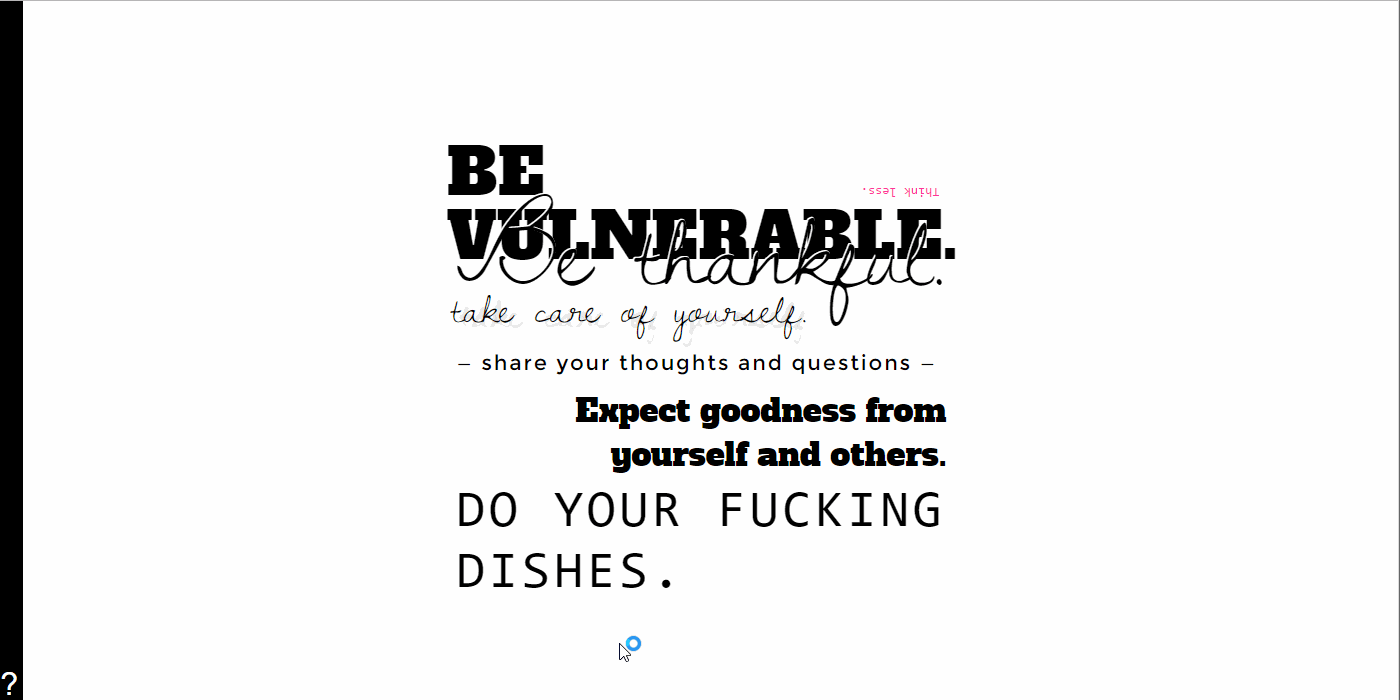 BE
Think less.
VULNERABLE.
Be thankful.
take care of yourself.
– share your thoughts and questions –
Expect goodness from
yourself and others.
DO YOUR FUCKING
DISHES.
?